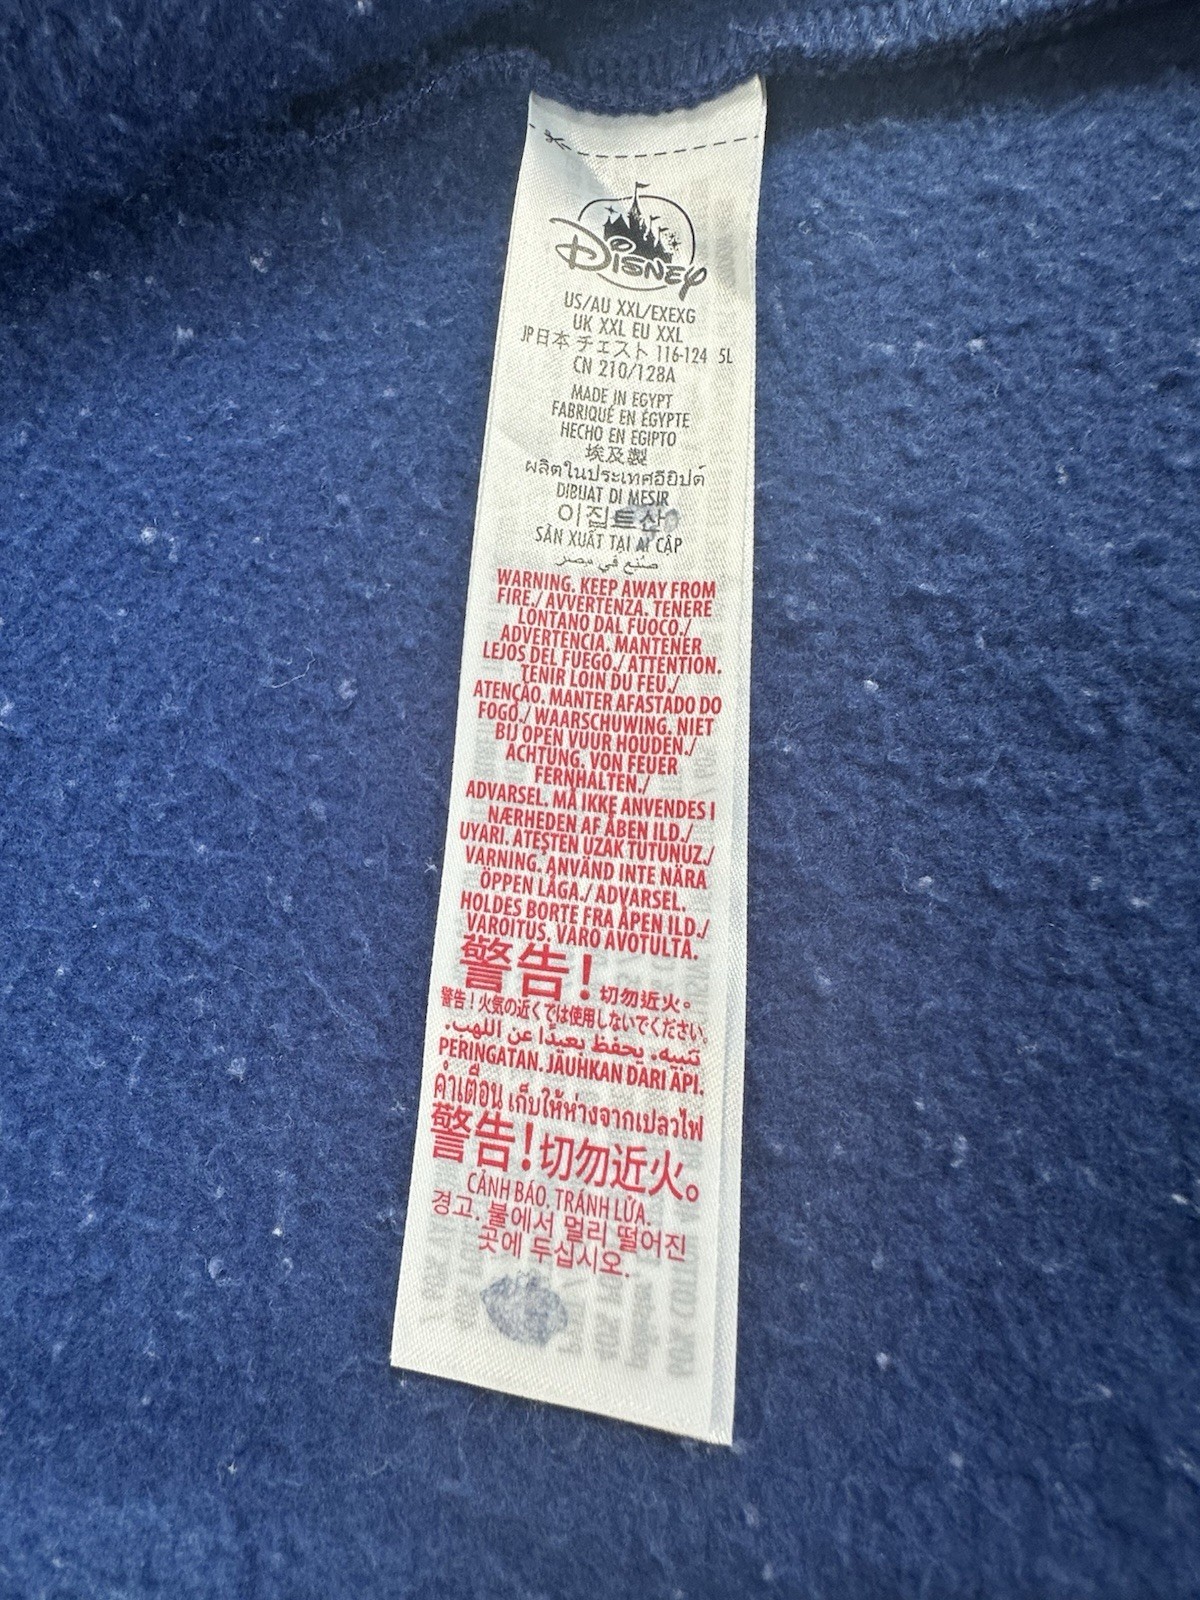 Disney
US/AU XXL/EXEXG
UK XXL EU XXL
JP日本 チェスト 116-124 5L
CN 210/128A
MADE IN EGYPT
FABRIQUÉ EN ÉGYPTE
HECHO EN EGIPTO
埃及製
ผลิตในประเทศอียิปต์
DIBUAT DI MESIR
이집트산
SẢN XUẤT TẠI AI CẬP
صنع في مصر
WARNING. KEEP AWAY FROM
FIRE./ AVVERTENZA. TENERE
LONTANO DAL FUOCO./
ADVERTENCIA. MANTENER
LEJOS DEL FUEGO./ ATTENTION.
TENIR LOIN DU FEU./
ATENÇÃO. MANTER AFASTADO DO
FOGO./ WAARSCHUWING. NIET
BIJ OPEN VUUR HOUDEN./
ACHTUNG. VON FEUER
FERNHALTEN./
ADVARSEL. MÅ IKKE ANVENDES I
NÆRHEDEN AF ÅBEN ILD./
UYARI. ATEŞTEN UZAK TUTUNUZ./
VARNING. ANVÄND INTE NÄRA
ÖPPEN LÅGA./ ADVARSEL.
HOLDES BORTE FRA ÅPEN ILD./
VAROITUS. VARO AVOTULTA.
警告! 切勿近火。
警告!火気の近くでは使用しないでください。
تنبيه. يحفظ بعيدًا عن اللهب.
PERINGATAN. JAUHKAN DARI API.
คำเตือน เก็บให้ห่างจากเปลวไฟ
警告!切勿近火。
CẢNH BÁO. TRÁNH LỬA.
경고. 불에서 멀리 떨어진
곳에 두십시오.